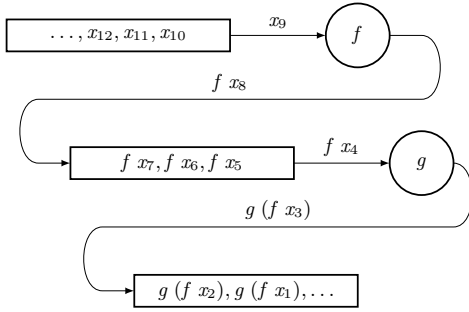 …, x₁₂, x₁₁, x₁₀ x₉ f
f x₈
f x₇, f x₆, f x₅ f x₄ g
g (f x₃)
g (f x₂), g (f x₁), …